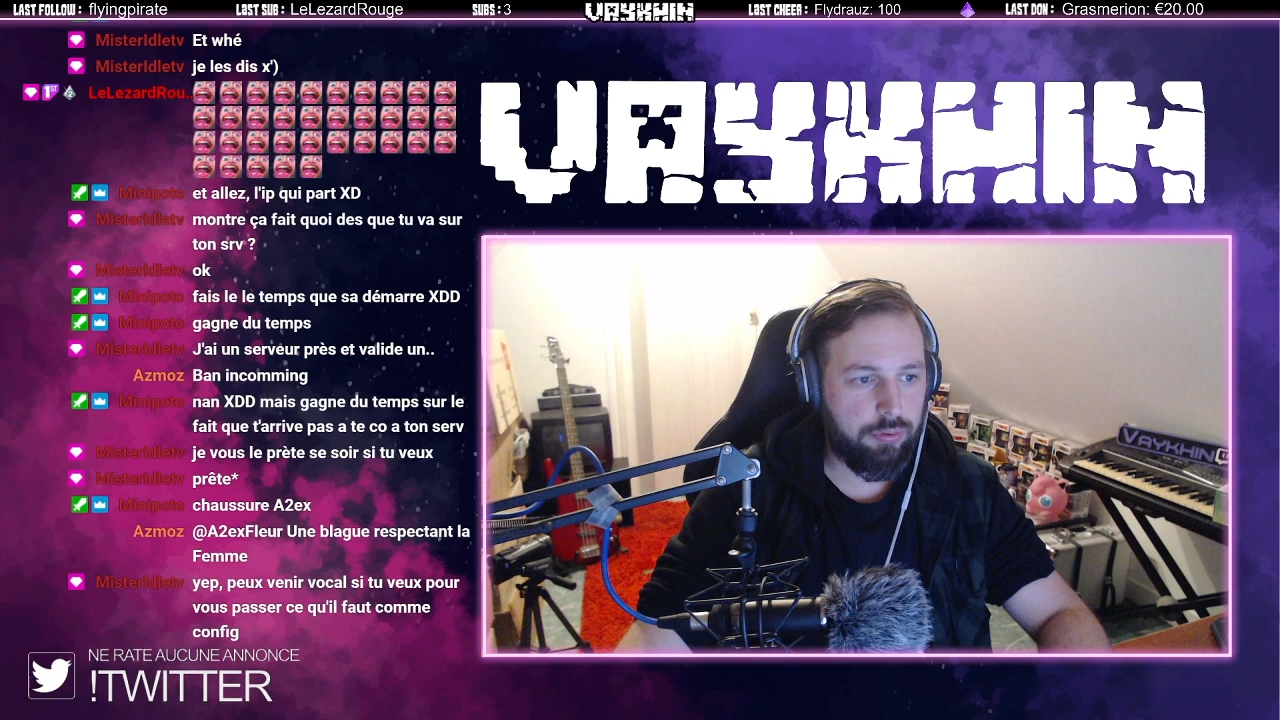 LAST FOLLOW : flyingpirate
LAST SUB : LeLezardRouge
SUBS : 3
VAYKHIN
LAST CHEER : Flydrauz: 100
LAST DON : Grasmerion: €20.00
MisterIdletv Et whé
MisterIdletv je les dis x')
1ST LeLezardRou...
Minipoto et allez, l'ip qui part XD
MisterIdletv montre ça fait quoi des que tu va sur
ton srv ?
MisterIdletv ok
Minipoto fais le le temps que sa démarre XDD
Minipoto gagne du temps
MisterIdletv J'ai un serveur près et valide un..
Azmoz Ban incomming
Minipoto nan XDD mais gagne du temps sur le
fait que t'arrive pas a te co a ton serv
MisterIdletv je vous le prète se soir si tu veux
MisterIdletv prête*
Minipoto chaussure A2ex
Azmoz @A2exFleur Une blague respectant la
Femme
MisterIdletv yep, peux venir vocal si tu veux pour
vous passer ce qu'il faut comme
config
NE RATE AUCUNE ANNONCE
!TWITTER
VAYKHIN
VAYKHIN